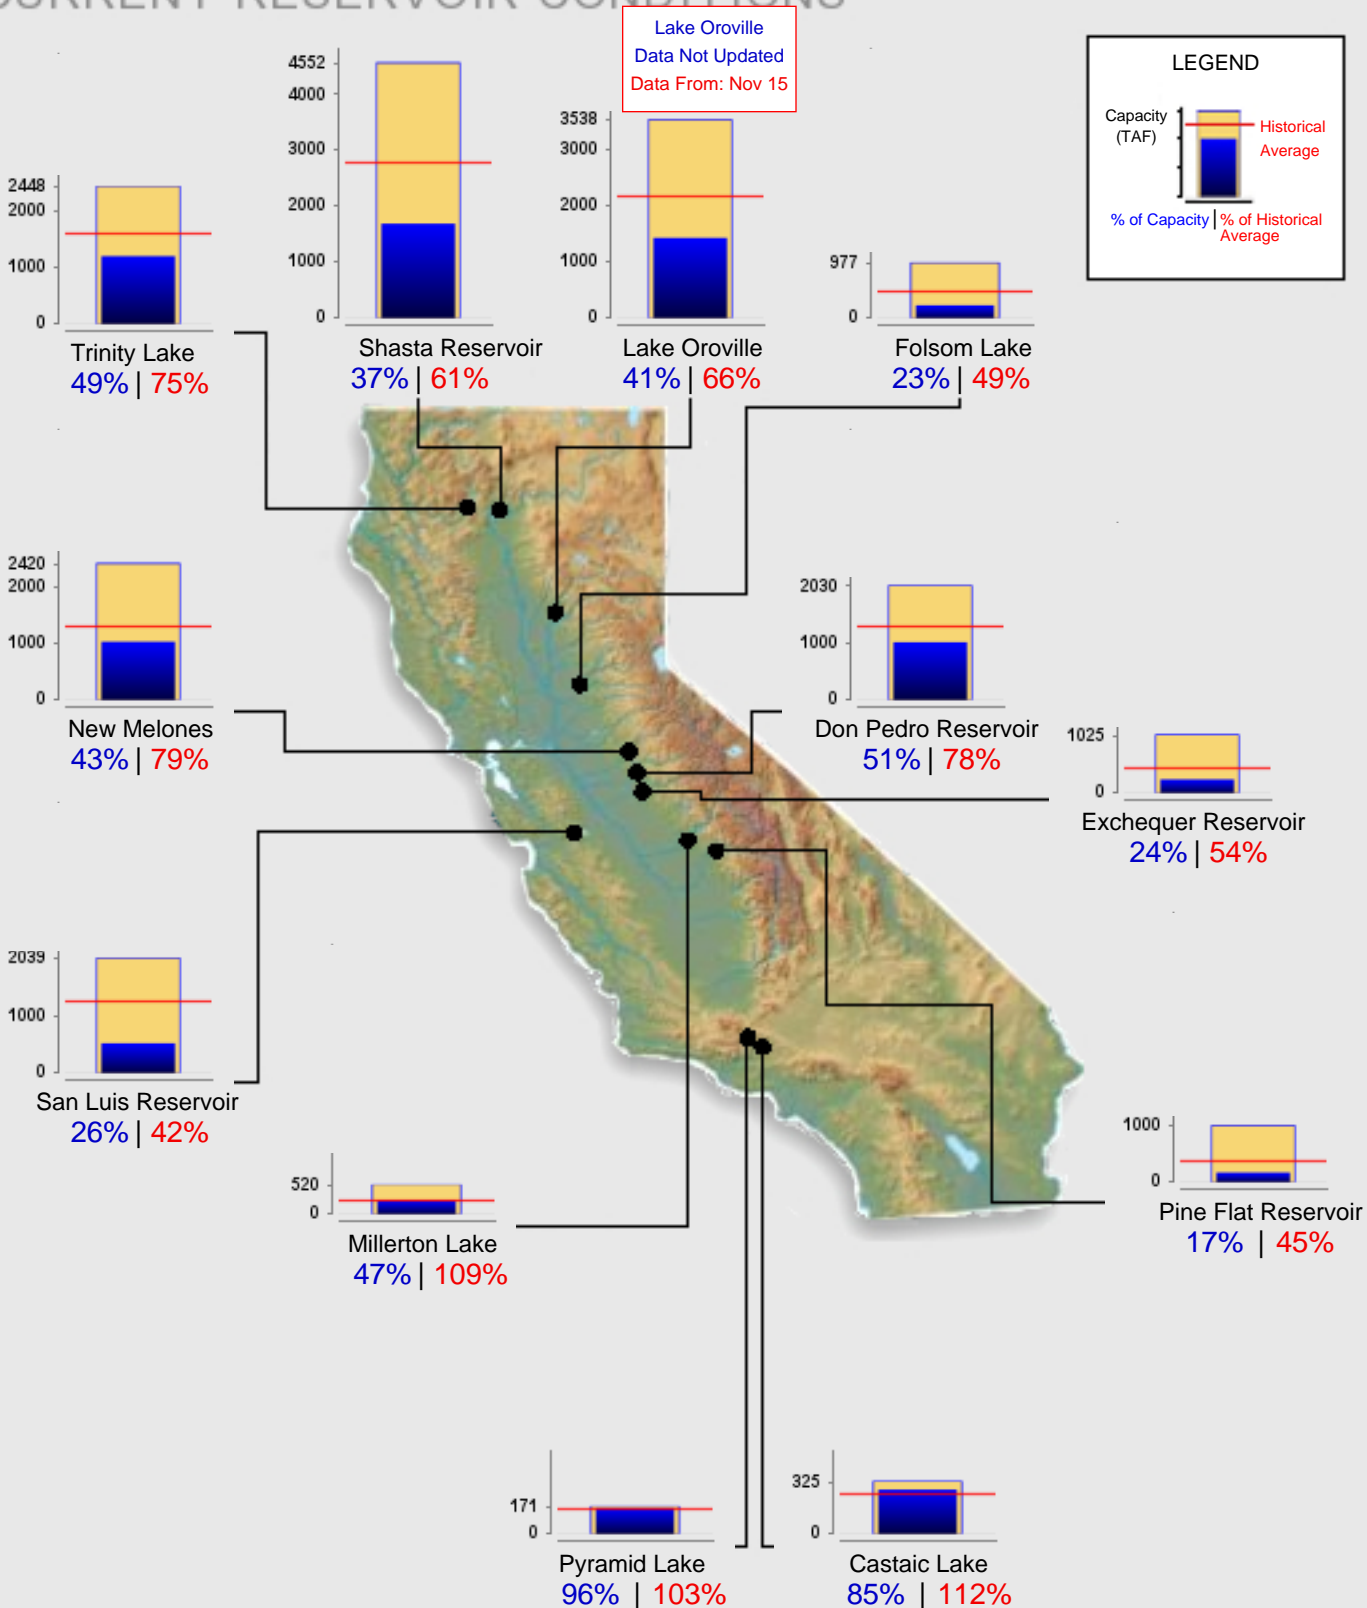 CURRENT RESERVOIR CONDITIONS
Lake Oroville
Data Not Updated
Data From: Nov 15
LEGEND
Capacity
(TAF)
Historical
Average
% of Capacity | % of Historical
Average
2448
2000
1000
0
Trinity Lake
49% | 75%
4552
4000
3000
2000
1000
0
Shasta Reservoir
37% | 61%
3538
3000
2000
1000
0
Lake Oroville
41% | 66%
977
0
Folsom Lake
23% | 49%
2420
2000
1000
0
New Melones
43% | 79%
2030
1000
0
Don Pedro Reservoir
51% | 78%
1025
0
Exchequer Reservoir
24% | 54%
2039
1000
0
San Luis Reservoir
26% | 42%
520
0
Millerton Lake
47% | 109%
1000
0
Pine Flat Reservoir
17% | 45%
171
0
Pyramid Lake
96% | 103%
325
0
Castaic Lake
85% | 112%